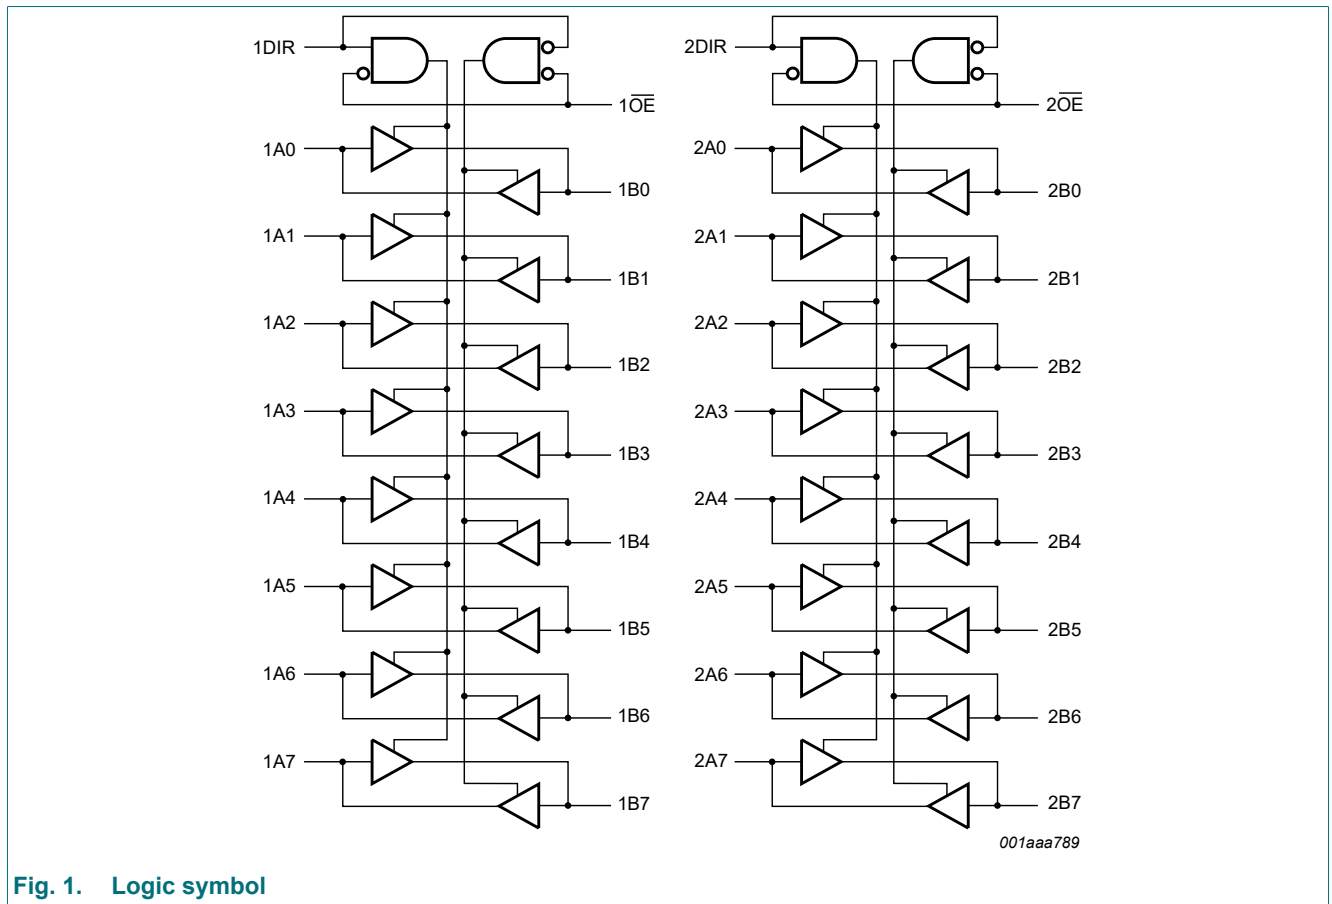 1DIR
1O̅E̅
1A0
1B0
1A1
1B1
1A2
1B2
1A3
1B3
1A4
1B4
1A5
1B5
1A6
1B6
1A7
1B7
2DIR
2O̅E̅
2A0
2B0
2A1
2B1
2A2
2B2
2A3
2B3
2A4
2B4
2A5
2B5
2A6
2B6
2A7
2B7
001aaa789
Fig. 1. Logic symbol